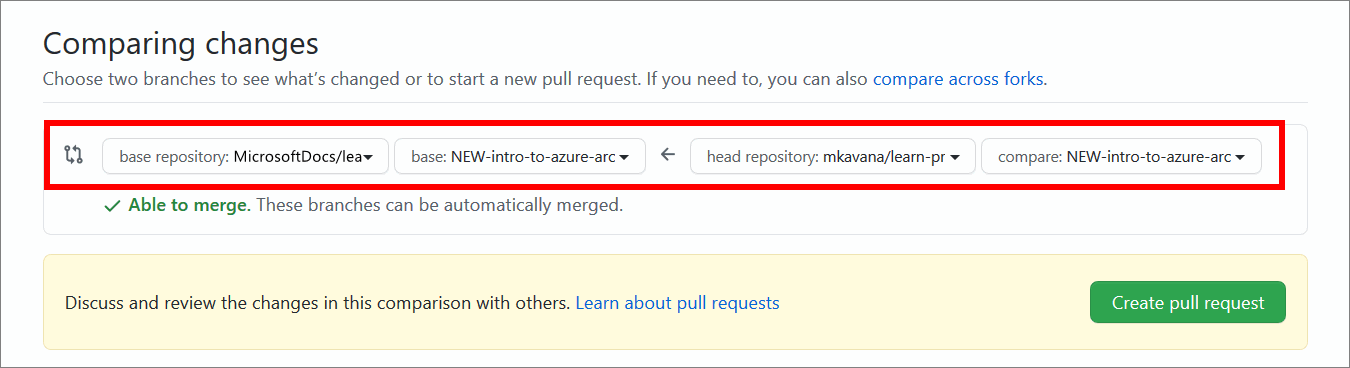 Comparing changes
Choose two branches to see what’s changed or to start a new pull request. If you need to, you can also compare across forks.
base repository: MicrosoftDocs/lea base: NEW-intro-to-azure-arc head repository: mkavana/learn-pr compare: NEW-intro-to-azure-arc
Able to merge. These branches can be automatically merged.
Discuss and review the changes in this comparison with others. Learn about pull requests Create pull request